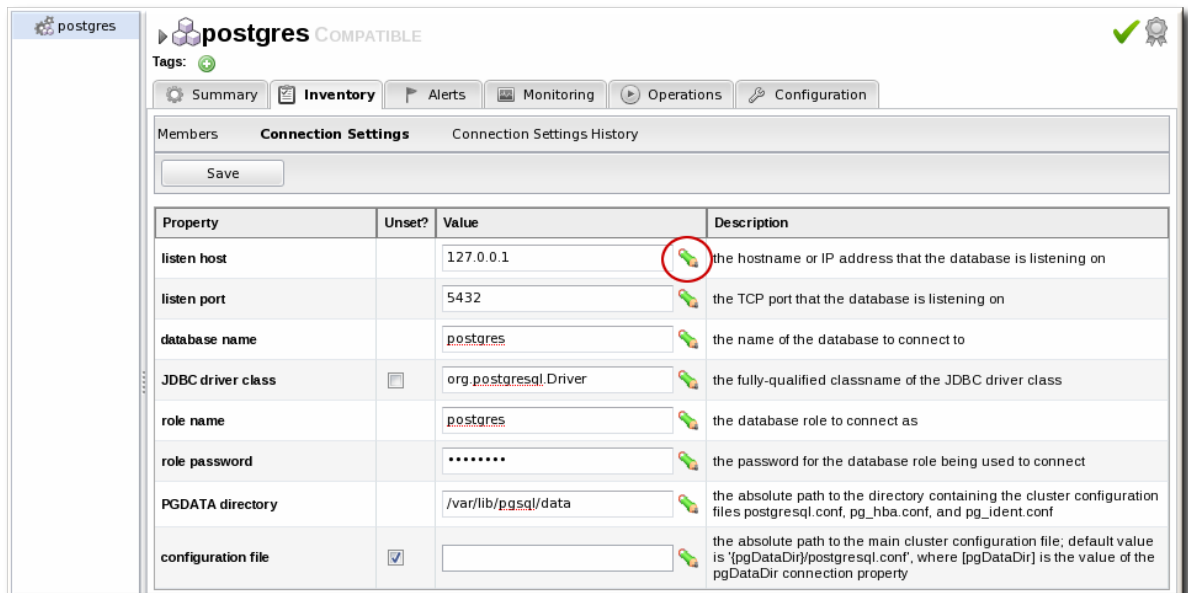 postgres
postgres COMPATIBLE
Tags:
Summary Inventory Alerts Monitoring Operations Configuration
Members Connection Settings Connection Settings History
Save
Property Unset? Value Description
listen host 127.0.0.1 the hostname or IP address that the database is listening on
listen port 5432 the TCP port that the database is listening on
database name postgres the name of the database to connect to
JDBC driver class org.postgresql.Driver the fully-qualified classname of the JDBC driver class
role name postgres the database role to connect as
role password •••••••• the password for the database role being used to connect
PGDATA directory /var/lib/pgsql/data the absolute path to the directory containing the cluster configuration
files postgresql.conf, pg_hba.conf, and pg_ident.conf
configuration file the absolute path to the main cluster configuration file; default value
is '{pgDataDir}/postgresql.conf', where [pgDataDir] is the value of the
pgDataDir connection property